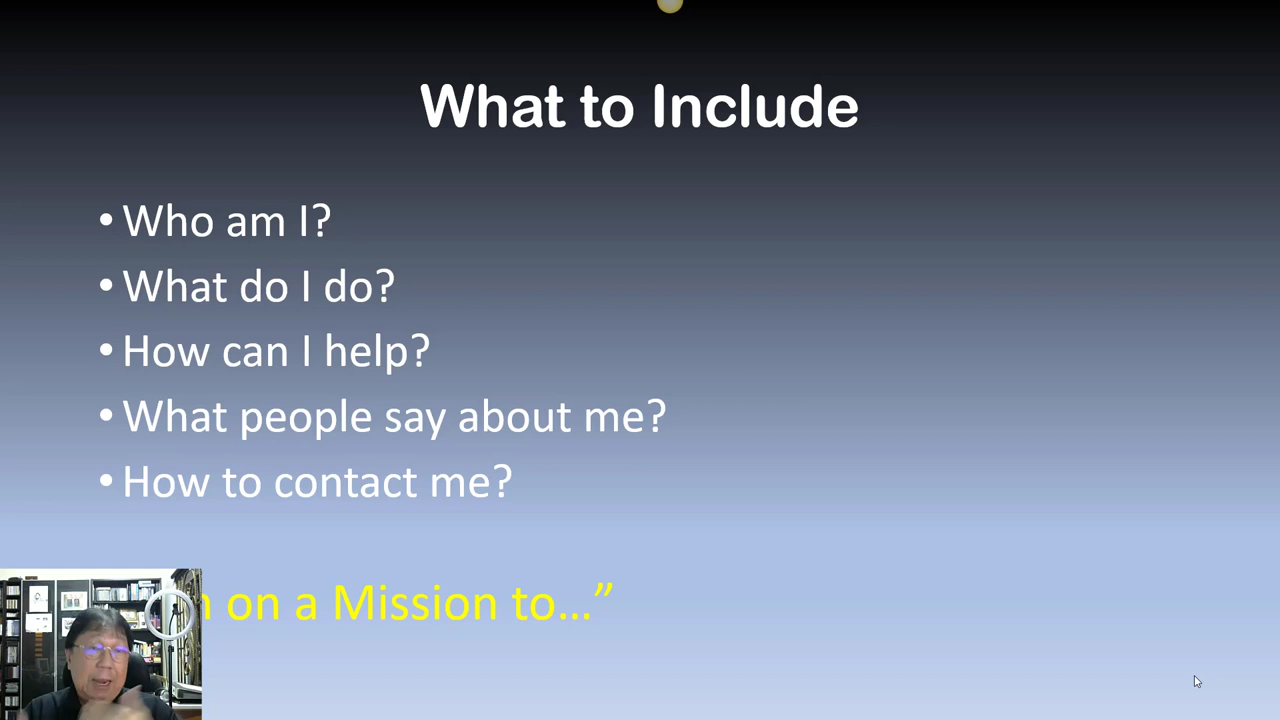 What to Include
• Who am I?
• What do I do?
• How can I help?
• What people say about me?
• How to contact me?
on a Mission to…”